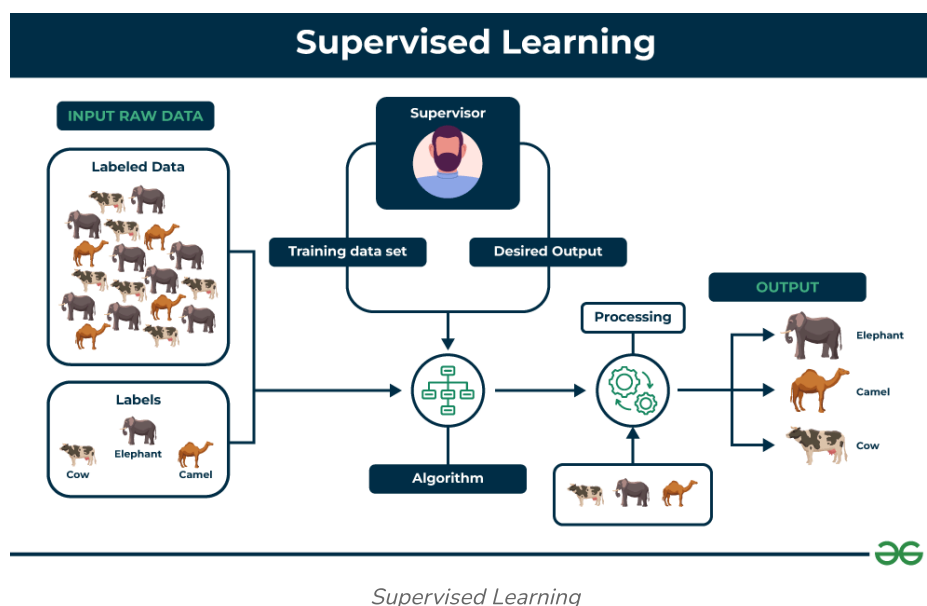 Supervised Learning
INPUT RAW DATA
Labeled Data
Supervisor
Training data set
Desired Output
OUTPUT
Processing
Elephant
Camel
Cow
Labels
Elephant
Cow
Camel
Algorithm
Supervised Learning